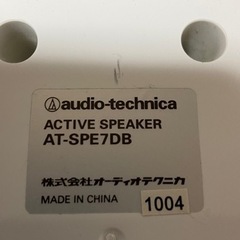 audio-technica
ACTIVE SPEAKER
AT-SPE7DB
株式会社オーディオテクニカ
MADE IN CHINA
1004